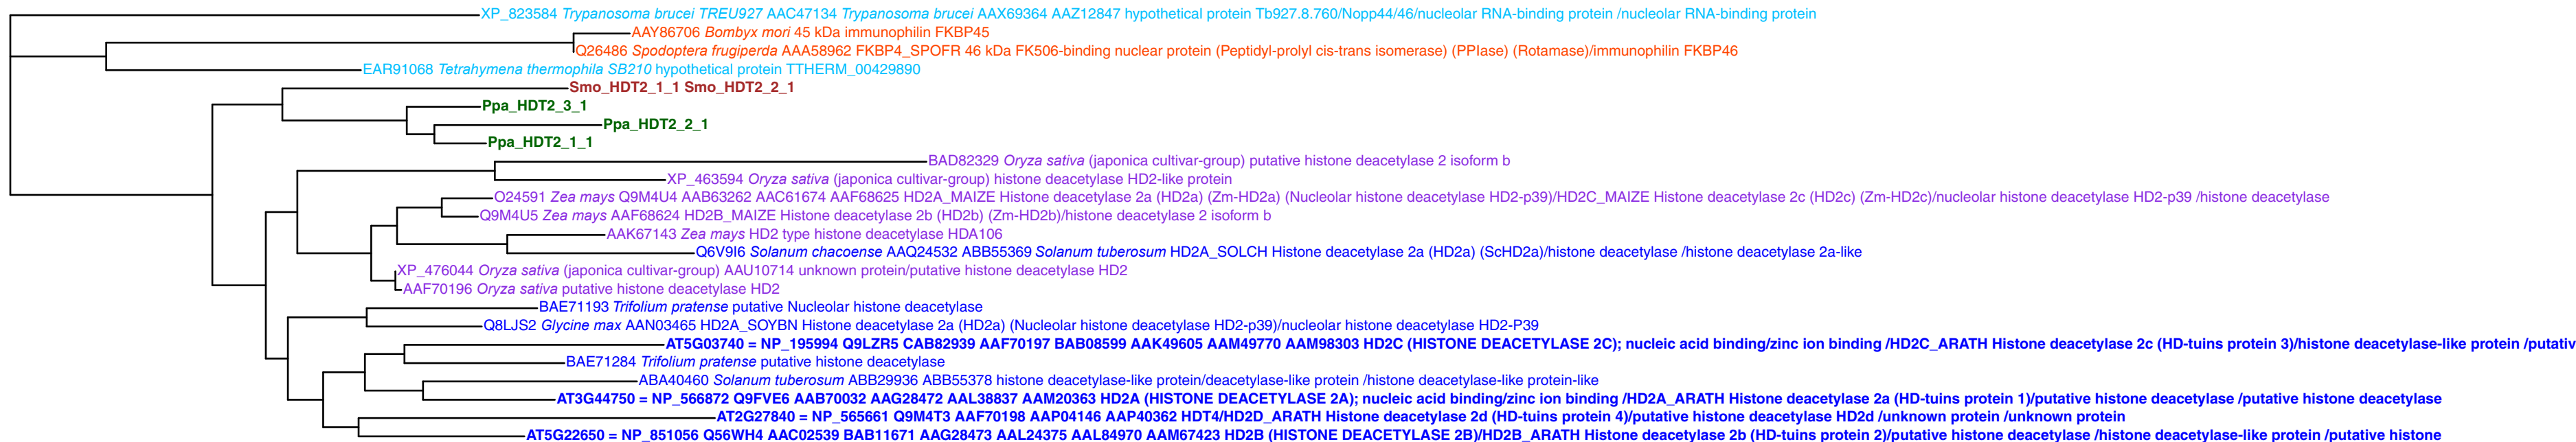 XP_823584 Trypanosoma brucei TREU927 AAC47134 Trypanosoma brucei AAX69364 AAZ12847 hypothetical protein Tb927.8.760/Nopp44/46/nucleolar RNA-binding protein /nucleolar RNA-binding protein
AAY86706 Bombyx mori 45 kDa immunophilin FKBP45
Q26486 Spodoptera frugiperda AAA58962 FKBP4_SPOFR 46 kDa FK506-binding nuclear protein (Peptidyl-prolyl cis-trans isomerase) (PPIase) (Rotamase)/immunophilin FKBP46
EAR91068 Tetrahymena thermophila SB210 hypothetical protein TTHERM_00429890
Smo_HDT2_1_1 Smo_HDT2_2_1
Ppa_HDT2_3_1
Ppa_HDT2_2_1
Ppa_HDT2_1_1
BAD82329 Oryza sativa (japonica cultivar-group) putative histone deacetylase 2 isoform b
XP_463594 Oryza sativa (japonica cultivar-group) histone deacetylase HD2-like protein
O24591 Zea mays Q9M4U4 AAB63262 AAC61674 AAF68625 HD2A_MAIZE Histone deacetylase 2a (HD2a) (Zm-HD2a) (Nucleolar histone deacetylase HD2-p39)/HD2C_MAIZE Histone deacetylase 2c (HD2c) (Zm-HD2c)/nucleolar histone deacetylase HD2-p39 /histone deacetylase
Q9M4U5 Zea mays AAF68624 HD2B_MAIZE Histone deacetylase 2b (HD2b) (Zm-HD2b)/histone deacetylase 2 isoform b
AAK67143 Zea mays HD2 type histone deacetylase HDA106
Q6V9I6 Solanum chacoense AAQ24532 ABB55369 Solanum tuberosum HD2A_SOLCH Histone deacetylase 2a (HD2a) (ScHD2a)/histone deacetylase /histone deacetylase 2a-like
XP_476044 Oryza sativa (japonica cultivar-group) AAU10714 unknown protein/putative histone deacetylase HD2
AAF70196 Oryza sativa putative histone deacetylase HD2
BAE71193 Trifolium pratense putative Nucleolar histone deacetylase
Q8LJS2 Glycine max AAN03465 HD2A_SOYBN Histone deacetylase 2a (HD2a) (Nucleolar histone deacetylase HD2-p39)/nucleolar histone deacetylase HD2-P39
AT5G03740 = NP_195994 Q9LZR5 CAB82939 AAF70197 BAB08599 AAK49605 AAM49770 AAM98303 HD2C (HISTONE DEACETYLASE 2C); nucleic acid binding/zinc ion binding /HD2C_ARATH Histone deacetylase 2c (HD-tuins protein 3)/histone deacetylase-like protein /putativ
BAE71284 Trifolium pratense putative histone deacetylase
ABA40460 Solanum tuberosum ABB29936 ABB55378 histone deacetylase-like protein/deacetylase-like protein /histone deacetylase-like protein-like
AT3G44750 = NP_566872 Q9FVE6 AAB70032 AAG28472 AAL38837 AAM20363 HD2A (HISTONE DEACETYLASE 2A); nucleic acid binding/zinc ion binding /HD2A_ARATH Histone deacetylase 2a (HD-tuins protein 1)/putative histone deacetylase /putative histone deacetylase
AT2G27840 = NP_565661 Q9M4T3 AAF70198 AAP04146 AAP40362 HDT4/HD2D_ARATH Histone deacetylase 2d (HD-tuins protein 4)/putative histone deacetylase HD2d /unknown protein /unknown protein
AT5G22650 = NP_851056 Q56WH4 AAC02539 BAB11671 AAG28473 AAL24375 AAL84970 AAM67423 HD2B (HISTONE DEACETYLASE 2B)/HD2B_ARATH Histone deacetylase 2b (HD-tuins protein 2)/putative histone deacetylase /histone deacetylase-like protein /putative histone